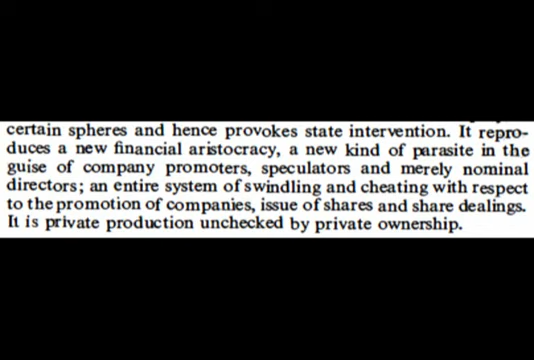 certain spheres and hence provokes state intervention. It repro-
duces a new financial aristocracy, a new kind of parasite in the
guise of company promoters, speculators and merely nominal
directors; an entire system of swindling and cheating with respect
to the promotion of companies, issue of shares and share dealings.
It is private production unchecked by private ownership.